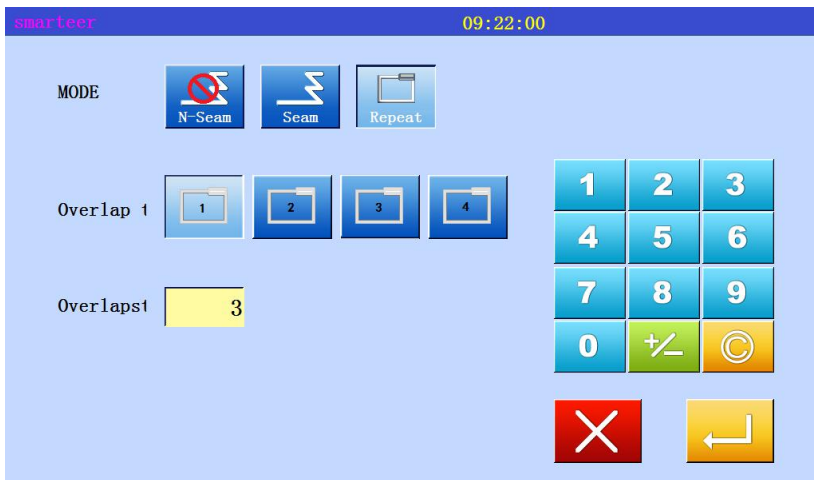 smarteer 09:22:00
MODE
N-Seam Seam Repeat
Overlap t
1 2 3 4
Overlapst
3
1 2 3
4 5 6
7 8 9
0 +/− ©